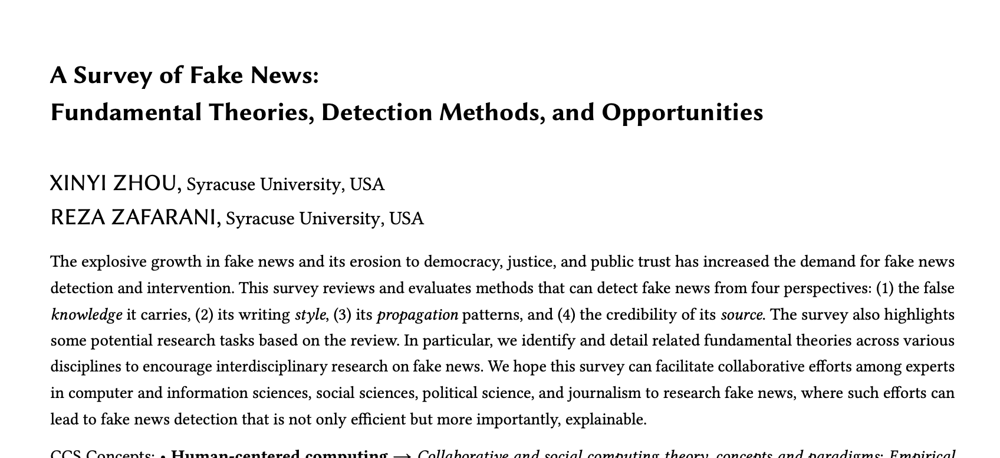 A Survey of Fake News:
Fundamental Theories, Detection Methods, and Opportunities
XINYI ZHOU, Syracuse University, USA
REZA ZAFARANI, Syracuse University, USA
The explosive growth in fake news and its erosion to democracy, justice, and public trust has increased the demand for fake news
detection and intervention. This survey reviews and evaluates methods that can detect fake news from four perspectives: (1) the false
knowledge it carries, (2) its writing style, (3) its propagation patterns, and (4) the credibility of its source. The survey also highlights
some potential research tasks based on the review. In particular, we identify and detail related fundamental theories across various
disciplines to encourage interdisciplinary research on fake news. We hope this survey can facilitate collaborative efforts among experts
in computer and information sciences, social sciences, political science, and journalism to research fake news, where such efforts can
lead to fake news detection that is not only efficient but more importantly, explainable.
CCS Concepts: • Human-centered computing → Collaborative and social computing theory, concepts and paradigms; Empirical